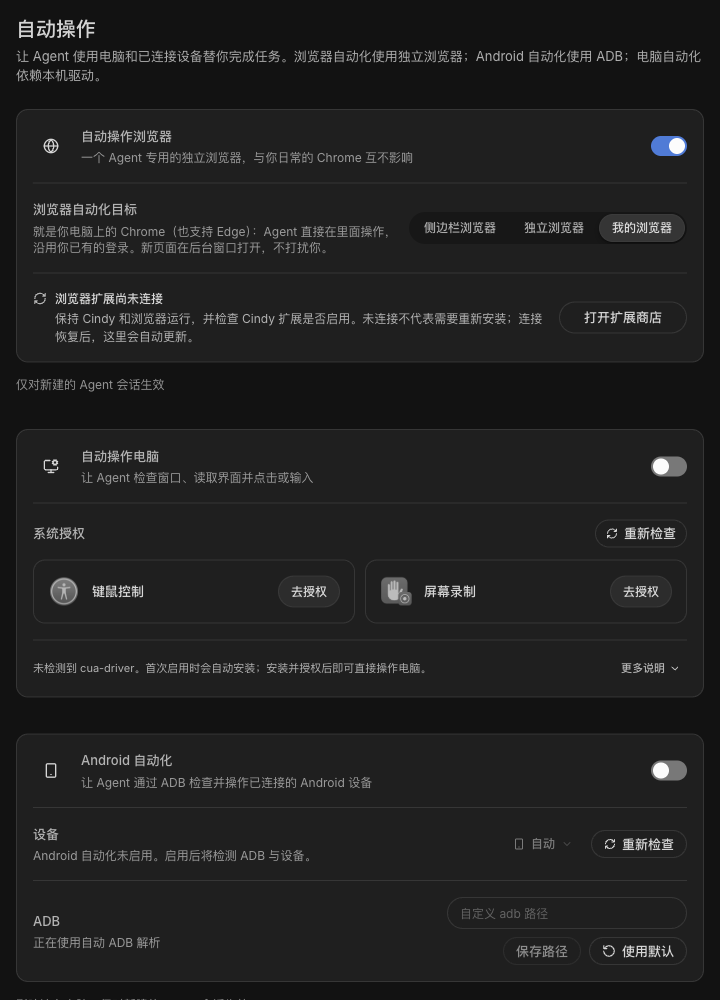 自动操作
让 Agent 使用电脑和已连接设备替你完成任务。浏览器自动化使用独立浏览器；Android 自动化使用 ADB；电脑自动化
依赖本机驱动。
自动操作浏览器
一个 Agent 专用的独立浏览器，与你日常的 Chrome 互不影响
浏览器自动化目标
就是你电脑上的 Chrome（也支持 Edge）：Agent 直接在里面操作，
沿用你已有的登录。新页面在后台窗口打开，不打扰你。
侧边栏浏览器
独立浏览器
我的浏览器
浏览器扩展尚未连接
保持 Cindy 和浏览器运行，并检查 Cindy 扩展是否启用。未连接不代表需要重新安装；连接
恢复后，这里会自动更新。
打开扩展商店
仅对新建的 Agent 会话生效
自动操作电脑
让 Agent 检查窗口、读取界面并点击或输入
系统授权
重新检查
键鼠控制
去授权
屏幕录制
去授权
未检测到 cua-driver。首次启用时会自动安装；安装并授权后即可直接操作电脑。
更多说明
Android 自动化
让 Agent 通过 ADB 检查并操作已连接的 Android 设备
设备
Android 自动化未启用。启用后将检测 ADB 与设备。
自动
重新检查
ADB
正在使用自动 ADB 解析
自定义 adb 路径
保存路径
使用默认